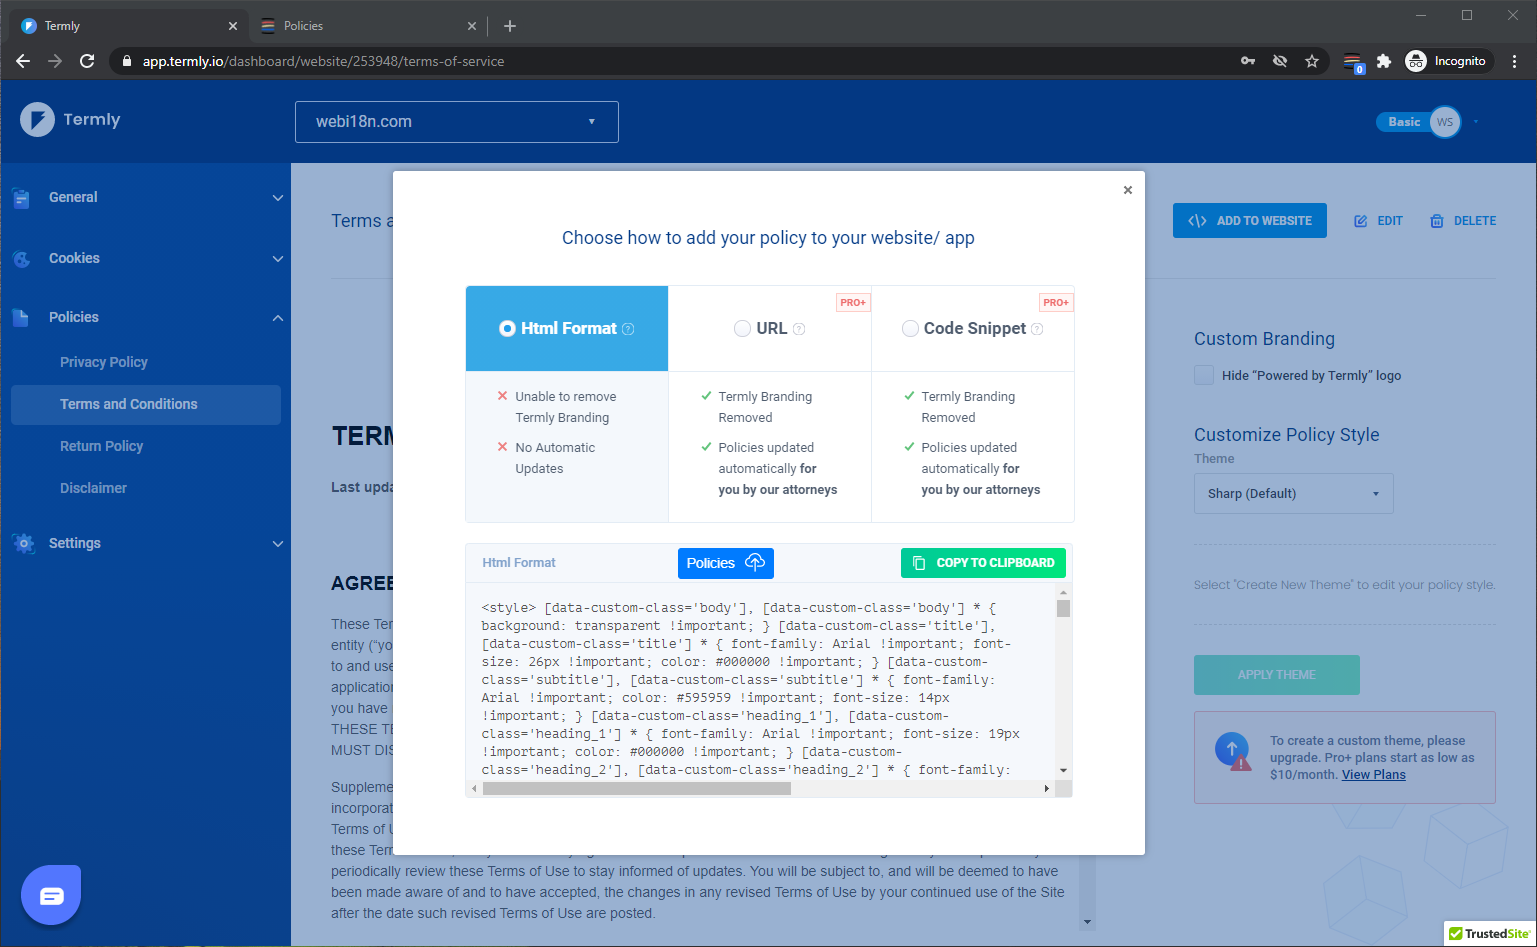 Termly
Policies
app.termly.io/dashboard/website/253948/terms-of-service
0
Incognito
Termly
webi18n.com
Basic
WS
General
Cookies
Policies
Privacy Policy
Terms and Conditions
Return Policy
Disclaimer
Settings
Terms a
ADD TO WEBSITE
EDIT
DELETE
TERM
Last upda
AGREE
These Ter
entity (“yo
to and use
application
you have
THESE TE
MUST DIS
Suppleme
incorporat
Terms of U
these Ter
periodically review these Terms of Use to stay informed of updates. You will be subject to, and will be deemed to have
been made aware of and to have accepted, the changes in any revised Terms of Use by your continued use of the Site
after the date such revised Terms of Use are posted.
×
Choose how to add your policy to your website/ app
Html Format ?
PRO+
URL ?
PRO+
Code Snippet ?
Unable to remove
Termly Branding
No Automatic
Updates
Termly Branding
Removed
Policies updated
automatically for
you by our attorneys
Termly Branding
Removed
Policies updated
automatically for
you by our attorneys
Html Format
Policies
COPY TO CLIPBOARD
<style> [data-custom-class='body'], [data-custom-class='body'] * {
background: transparent !important; } [data-custom-class='title'],
[data-custom-class='title'] * { font-family: Arial !important; font-
size: 26px !important; color: #000000 !important; } [data-custom-
class='subtitle'], [data-custom-class='subtitle'] * { font-family:
Arial !important; color: #595959 !important; font-size: 14px
!important; } [data-custom-class='heading_1'], [data-custom-
class='heading_1'] * { font-family: Arial !important; font-size: 19px
!important; color: #000000 !important; } [data-custom-
class='heading_2'], [data-custom-class='heading_2'] * { font-family:
Custom Branding
Hide “Powered by Termly” logo
Customize Policy Style
Theme
Sharp (Default)
Select "Create New Theme" to edit your policy style.
APPLY THEME
To create a custom theme, please
upgrade. Pro+ plans start as low as
$10/month. View Plans
TrustedSite